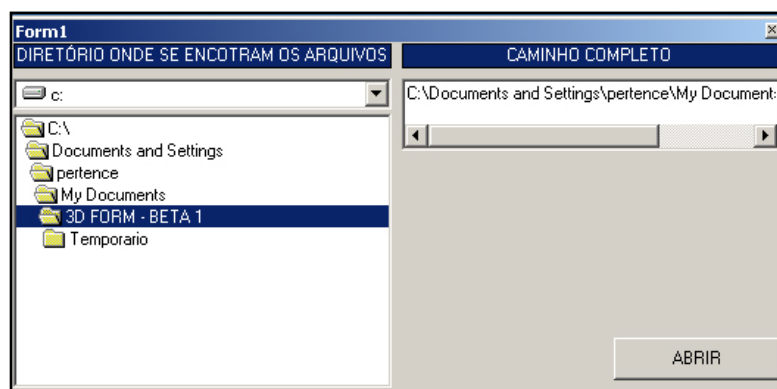 Form1
DIRETÓRIO ONDE SE ENCOTRAM OS ARQUIVOS
CAMINHO COMPLETO
c:
C:\Documents and Settings\pertence\My Document
C:\
Documents and Settings
pertence
My Documents
3D FORM - BETA 1
Temporario
ABRIR